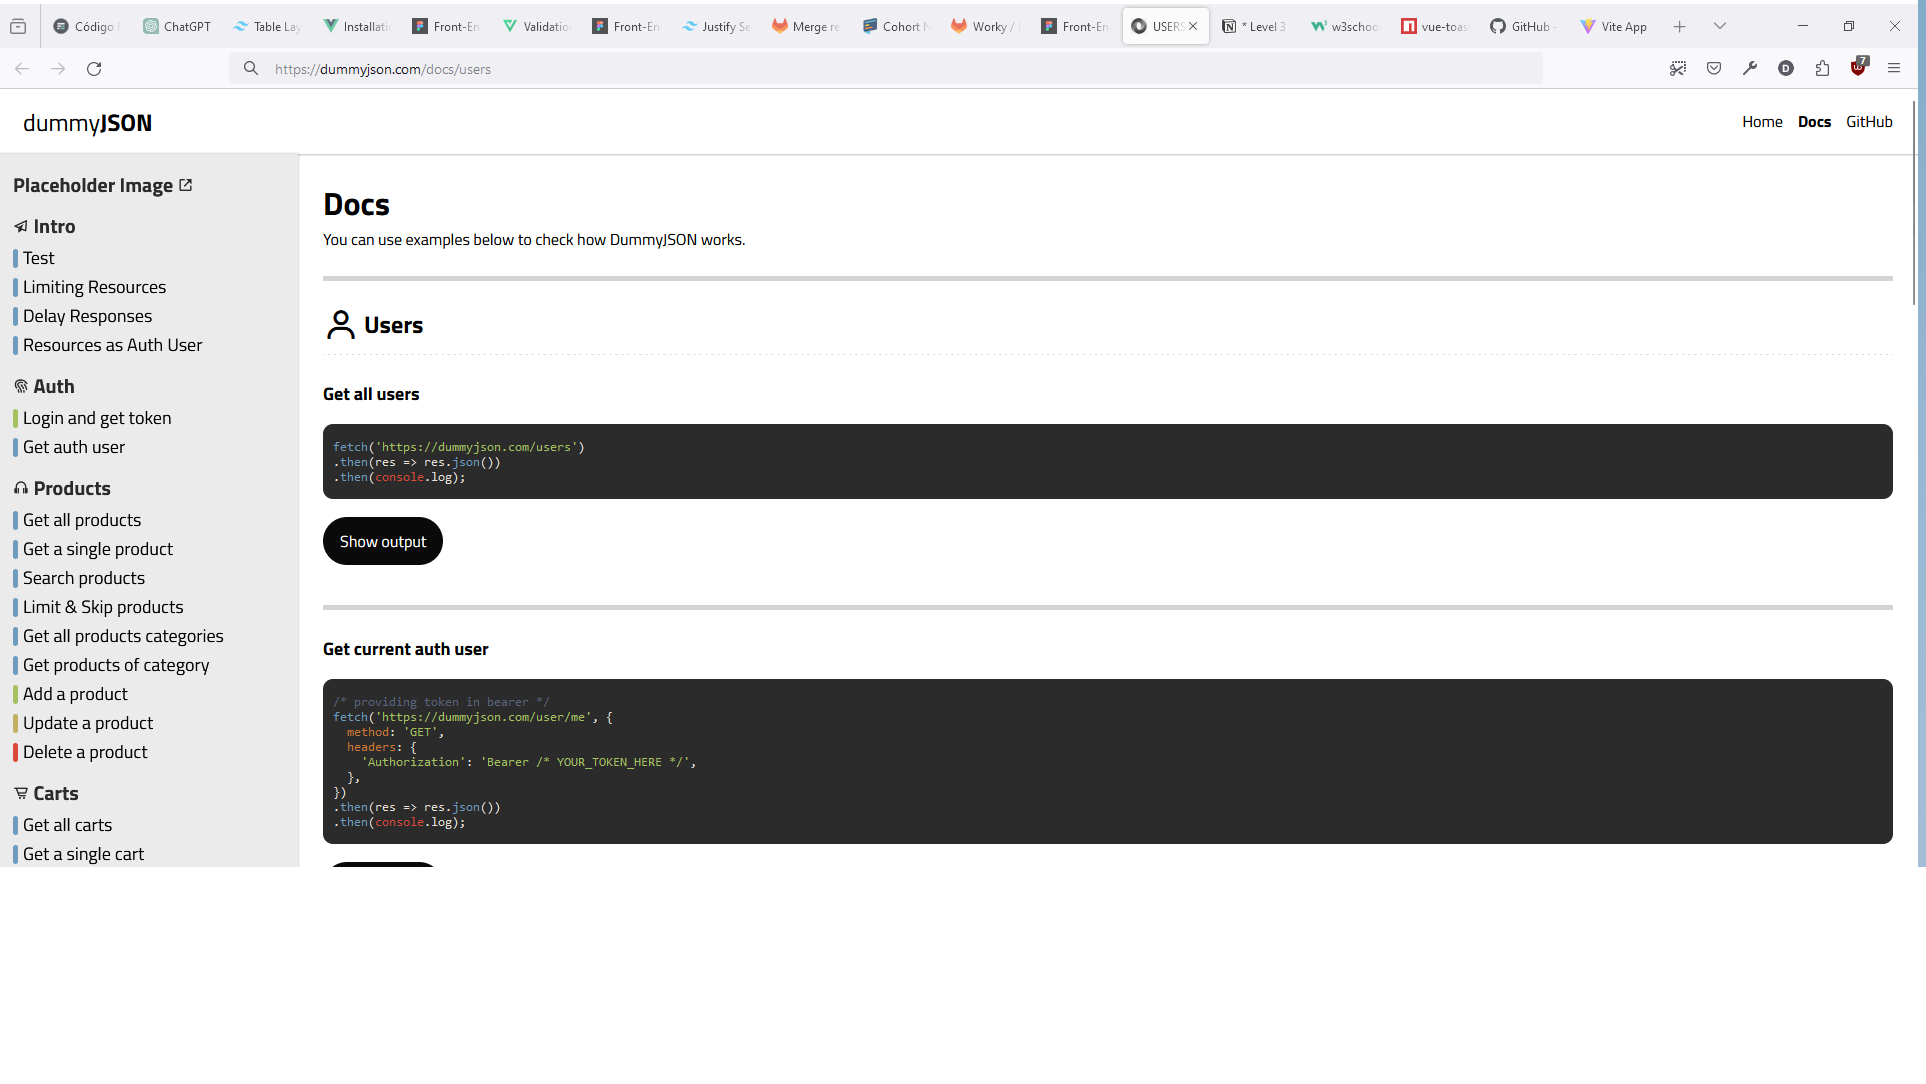 Código
ChatGPT
Table Lay
Installati
Front-En
Validatio
Front-En
Justify Se
Merge re
Cohort N
Worky /
Front-En
USERS
* Level 3
w3schoo
vue-toas
GitHub -
Vite App
https://dummyjson.com/docs/users
D
7
dummyJSON
Home Docs GitHub
Placeholder Image
Intro
Test
Limiting Resources
Delay Responses
Resources as Auth User
Auth
Login and get token
Get auth user
Products
Get all products
Get a single product
Search products
Limit & Skip products
Get all products categories
Get products of category
Add a product
Update a product
Delete a product
Carts
Get all carts
Get a single cart
Docs
You can use examples below to check how DummyJSON works.
Users
Get all users
fetch('https://dummyjson.com/users')
.then(res => res.json())
.then(console.log);
Show output
Get current auth user
/* providing token in bearer */
fetch('https://dummyjson.com/user/me', {
method: 'GET',
headers: {
'Authorization': 'Bearer /* YOUR_TOKEN_HERE */',
},
})
.then(res => res.json())
.then(console.log);